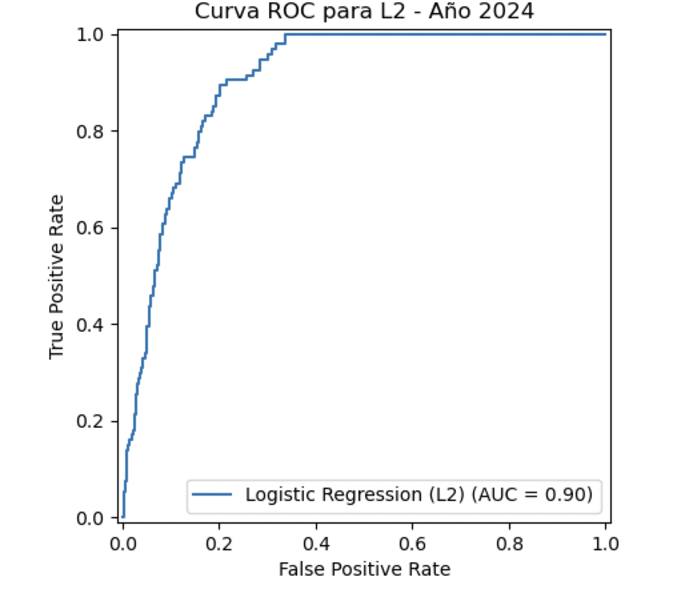 Curva ROC para L2 - Año 2024
1.0
0.8
0.6
0.4
0.2
0.0
True Positive Rate
Logistic Regression (L2) (AUC = 0.90)
0.0 0.2 0.4 0.6 0.8 1.0
False Positive Rate